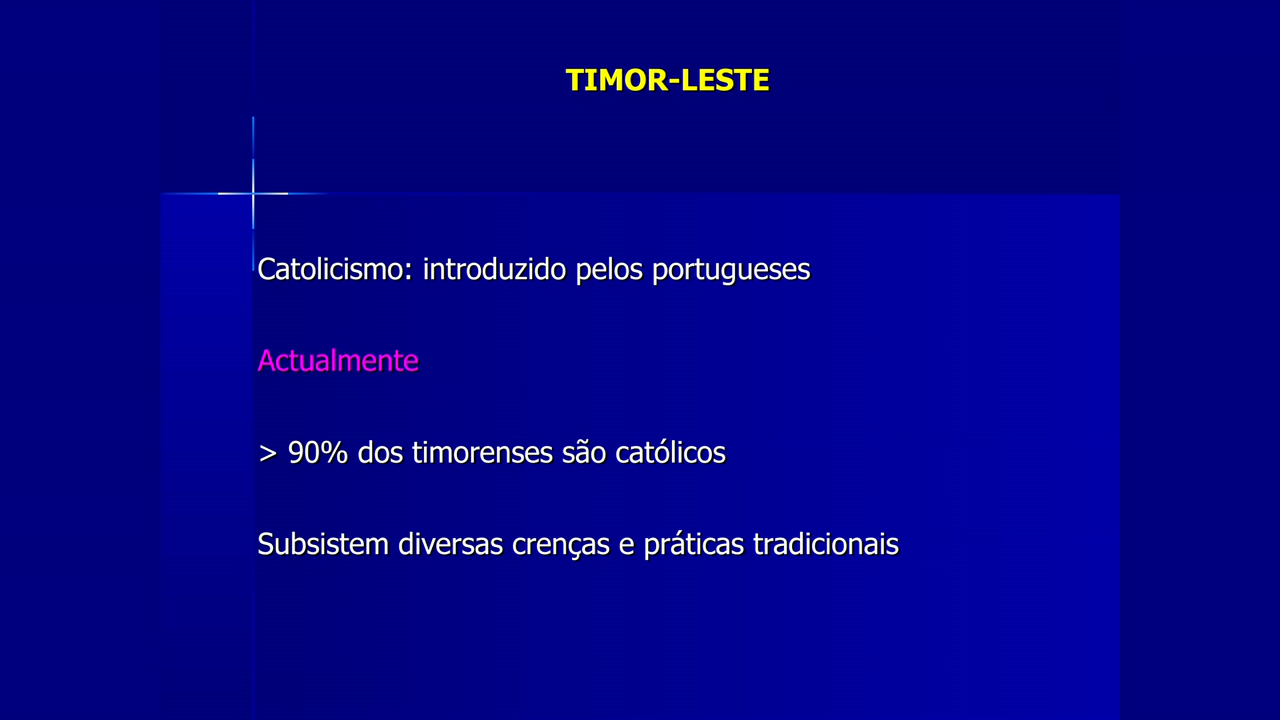 TIMOR-LESTE
Catolicismo: introduzido pelos portugueses
Actualmente
> 90% dos timorenses são católicos
Subsistem diversas crenças e práticas tradicionais